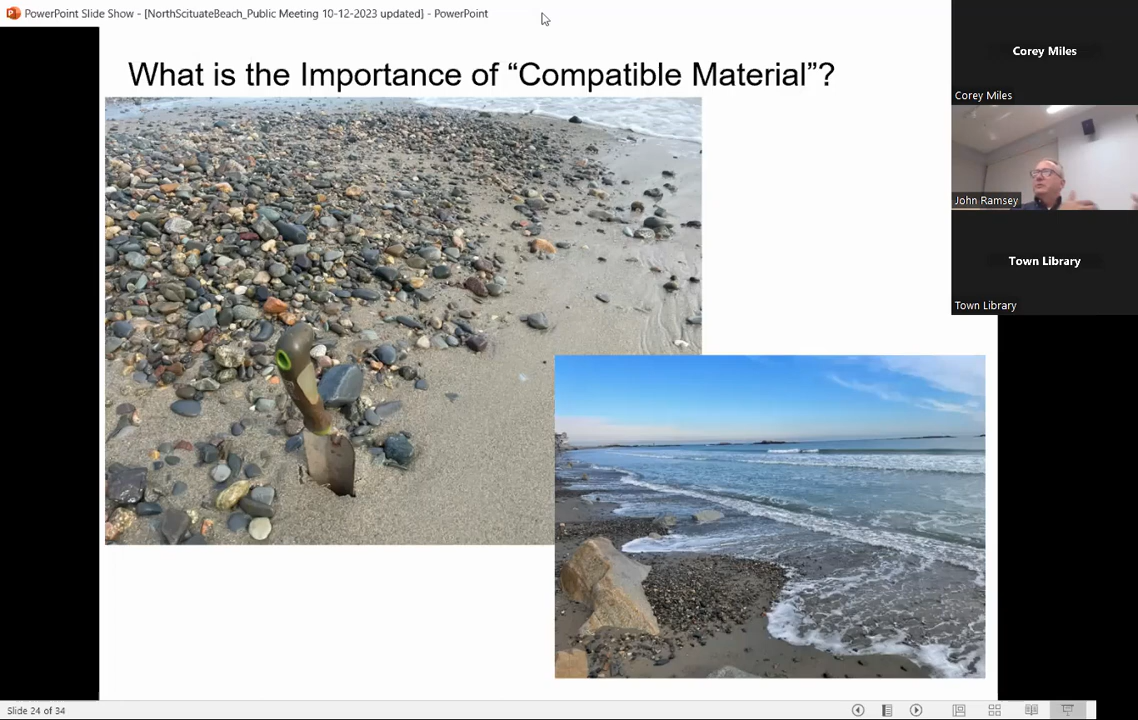 PowerPoint Slide Show - [NorthScituateBeach_Public Meeting 10-12-2023 updated] - PowerPoint
What is the Importance of “Compatible Material”?
Corey Miles
Corey Miles
John Ramsey
Town Library
Town Library
Slide 24 of 34